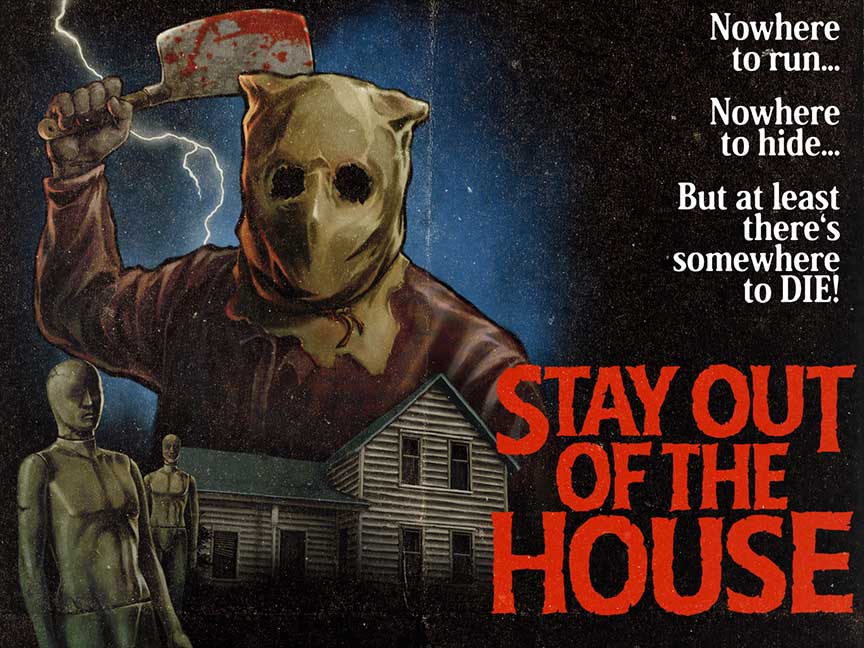 Nowhere
to run...
Nowhere
to hide...
But at least
there's
somewhere
to DIE!
STAY OUT
OF THE
HOUSE